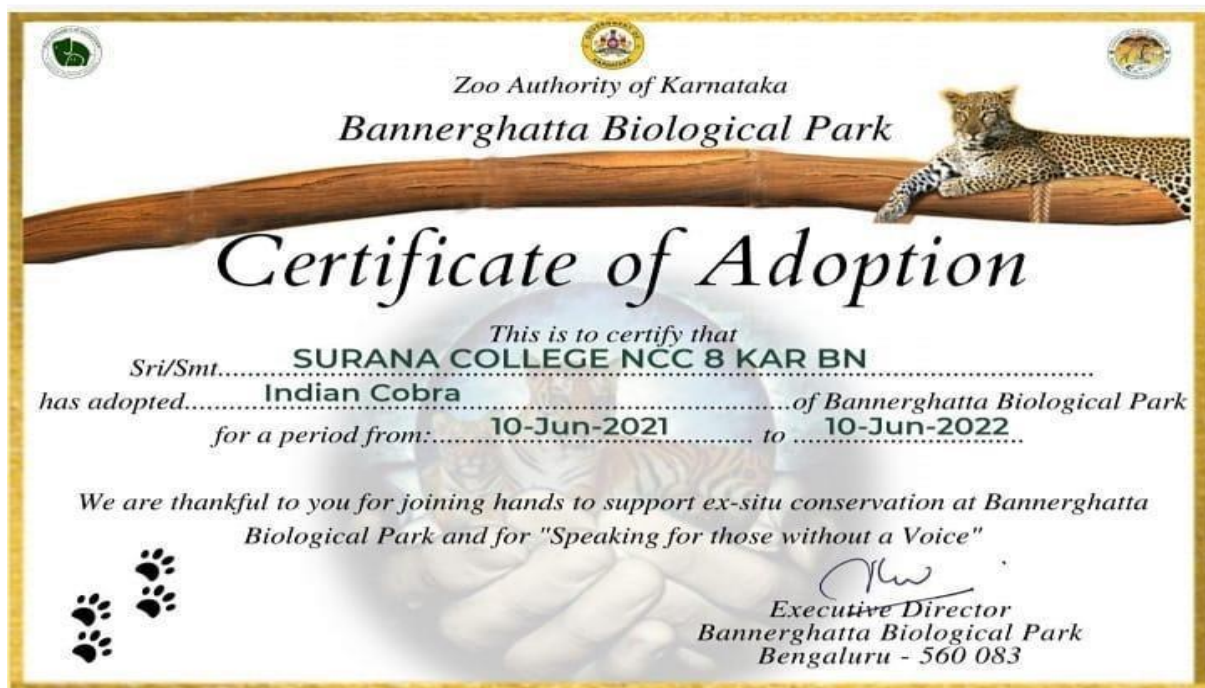 GOVERNMENT OF
KARNATAKA
Zoo Authority of Karnataka
Bannerghatta Biological Park
Certificate of Adoption
This is to certify that
Sri/Smt.....SURANA COLLEGE NCC 8 KAR BN.....
has adopted.....Indian Cobra.....of Bannerghatta Biological Park
for a period from:.....10-Jun-2021..... to .....10-Jun-2022.....
We are thankful to you for joining hands to support ex-situ conservation at Bannerghatta
Biological Park and for "Speaking for those without a Voice"
Executive Director
Bannerghatta Biological Park
Bengaluru - 560 083